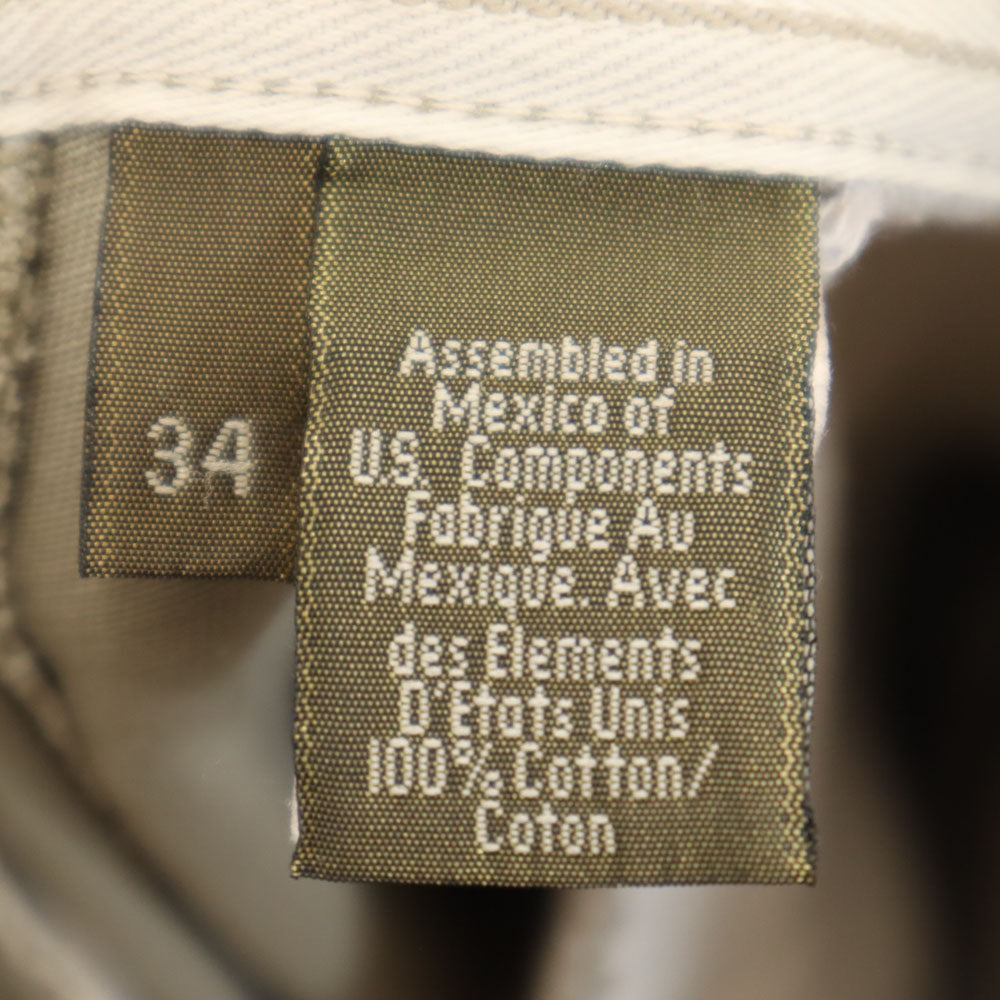 34
Assembled in
Mexico of
U.S. Components
Fabrique Au
Mexique. Avec
des Elements
D'Etats Unis
100% Cotton/
Coton